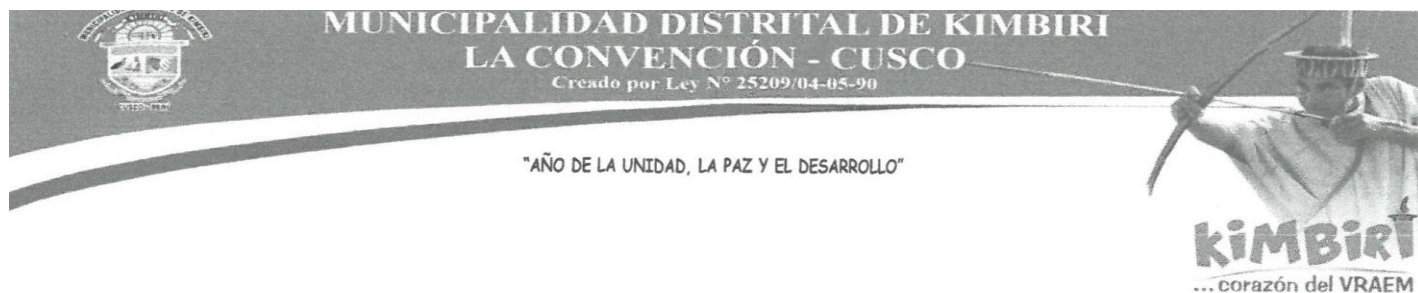 MUNICIPALIDAD DISTRITAL DE KIMBIRI
LA CONVENCIÓN - CUSCO
Creado por Ley N° 25209/04-05-90
"AÑO DE LA UNIDAD, LA PAZ Y EL DESARROLLO"
KiMBiRi
... corazón del VRAEM